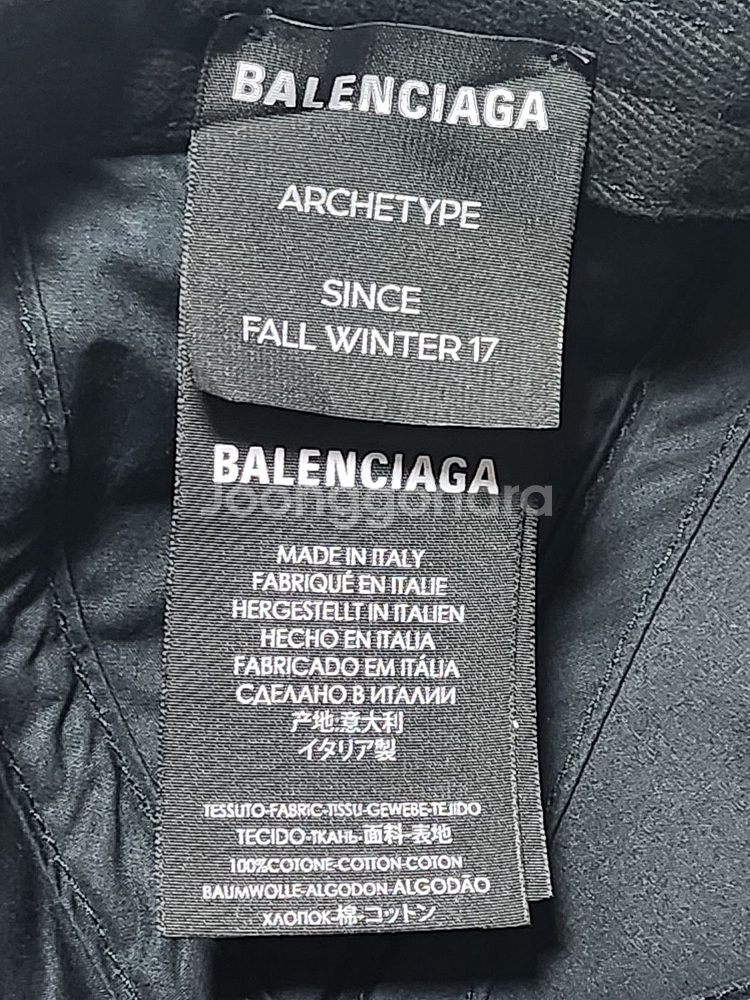 BALENCIAGA
ARCHETYPE
SINCE
FALL WINTER 17
BALENCIAGA
Joonggonara
MADE IN ITALY
FABRIQUÉ EN ITALIE
HERGESTELLT IN ITALIEN
HECHO EN ITALIA
FABRICADO EM ITÁLIA
СДЕЛАНО В ИТАЛИИ
产地:意大利
イタリア製
TESSUTO-FABRIC-TISSU-GEWEBE-TEJIDO
TECIDO-ТКАНЬ-面料-表地
100%COTONE-COTTON-COTON
BAUMWOLLE-ALGODON-ALGODÃO
ХЛОПОК-棉-コットン